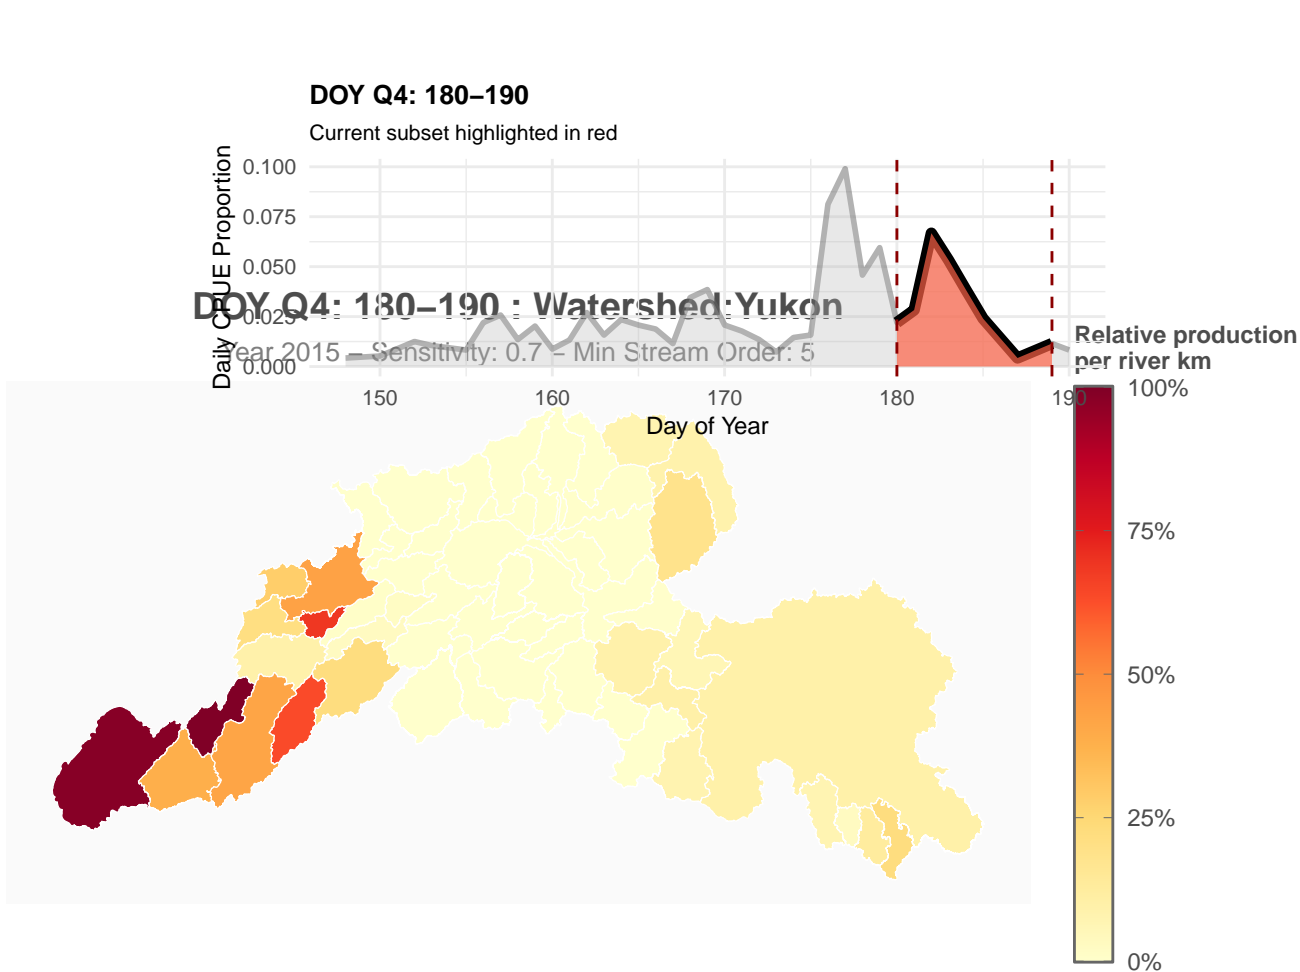 DOY Q4: 180–190
Current subset highlighted in red
Daily CPUE Proportion
0.100
0.075
0.050
0.025
0.000
DOY Q4: 180–190 : Watershed: Yukon
Year 2015 – Sensitivity: 0.7 – Min Stream Order: 5
150
160
170
180
190
Day of Year
Relative production
per river km
100%
75%
50%
25%
0%